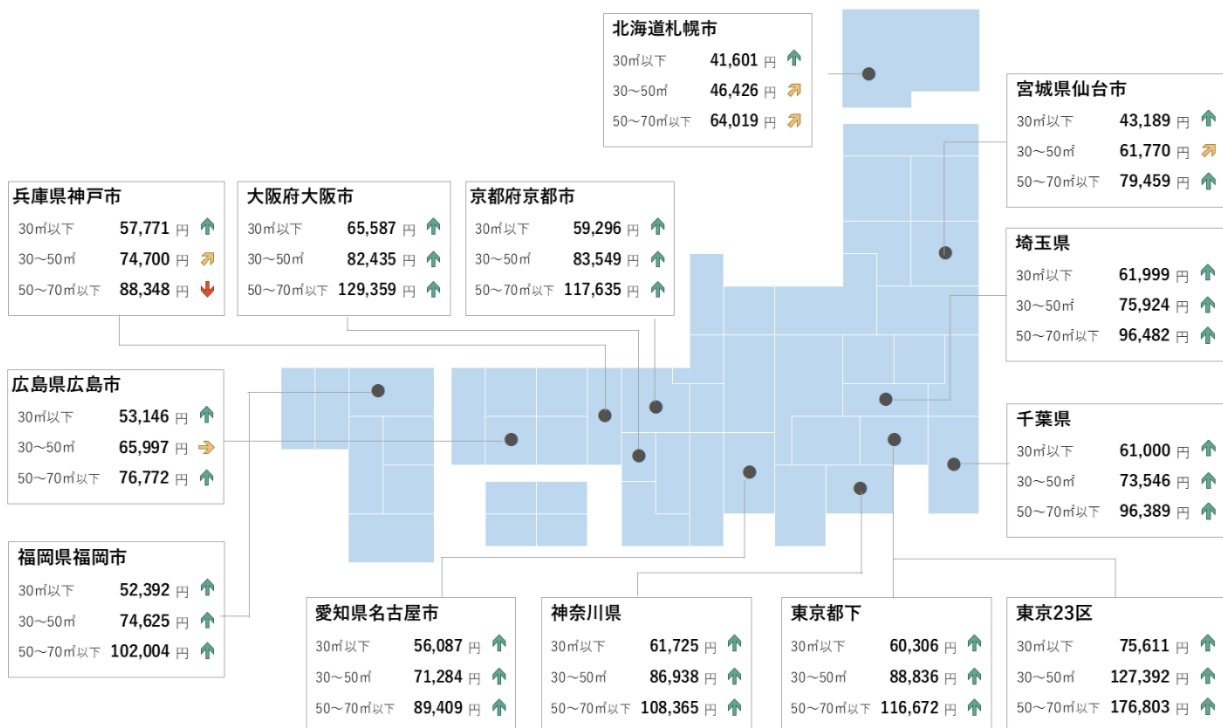 北海道札幌市
30㎡以下 41,601 円
30～50㎡ 46,426 円
50～70㎡以下 64,019 円
宮城県仙台市
30㎡以下 43,189 円
30～50㎡ 61,770 円
50～70㎡以下 79,459 円
兵庫県神戸市
30㎡以下 57,771 円
30～50㎡ 74,700 円
50～70㎡以下 88,348 円
大阪府大阪市
30㎡以下 65,587 円
30～50㎡ 82,435 円
50～70㎡以下 129,359 円
京都府京都市
30㎡以下 59,296 円
30～50㎡ 83,549 円
50～70㎡以下 117,635 円
埼玉県
30㎡以下 61,999 円
30～50㎡ 75,924 円
50～70㎡以下 96,482 円
広島県広島市
30㎡以下 53,146 円
30～50㎡ 65,997 円
50～70㎡以下 76,772 円
千葉県
30㎡以下 61,000 円
30～50㎡ 73,546 円
50～70㎡以下 96,389 円
福岡県福岡市
30㎡以下 52,392 円
30～50㎡ 74,625 円
50～70㎡以下 102,004 円
愛知県名古屋市
30㎡以下 56,087 円
30～50㎡ 71,284 円
50～70㎡以下 89,409 円
神奈川県
30㎡以下 61,725 円
30～50㎡ 86,938 円
50～70㎡以下 108,365 円
東京都下
30㎡以下 60,306 円
30～50㎡ 88,836 円
50～70㎡以下 116,672 円
東京23区
30㎡以下 75,611 円
30～50㎡ 127,392 円
50～70㎡以下 176,803 円